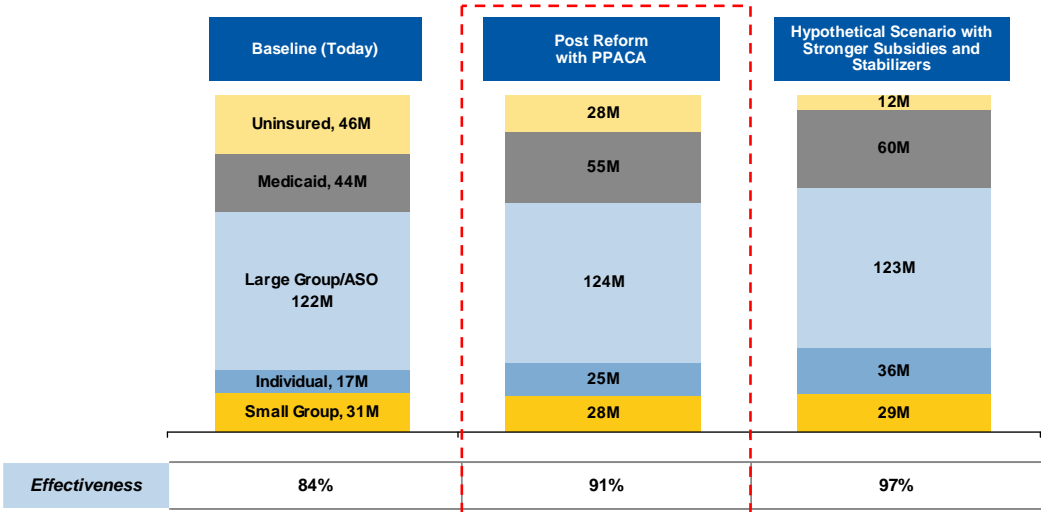 Baseline (Today)
Post Reform
with PPACA
Hypothetical Scenario with
Stronger Subsidies and
Stabilizers
Uninsured, 46M
Medicaid, 44M
Large Group/ASO
122M
Individual, 17M
Small Group, 31M
28M
55M
124M
25M
28M
12M
60M
123M
36M
29M
Effectiveness
84%
91%
97%